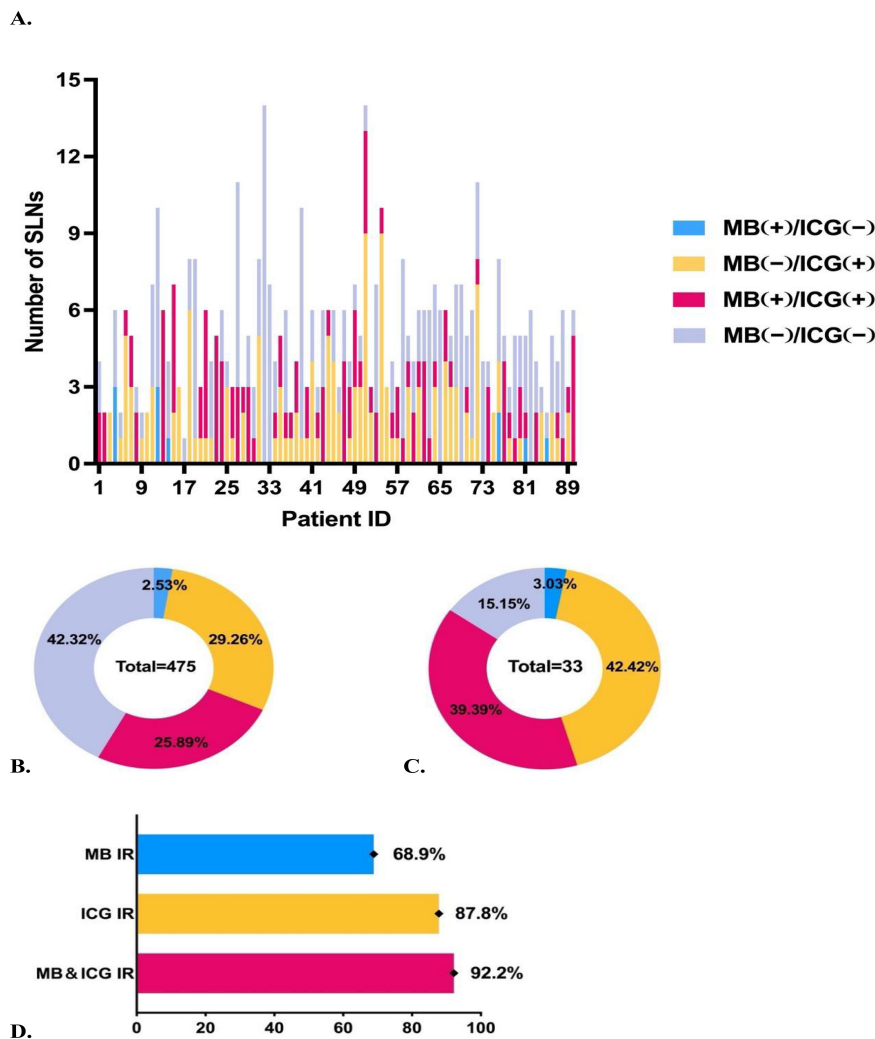 A.
15
12
9
6
3
0
Number of SLNs
1 9 17 25 33 41 49 57 65 73 81 89
Patient ID
MB(+)/ICG(−)
MB(−)/ICG(+)
MB(+)/ICG(+)
MB(−)/ICG(−)
2.53%
29.26%
25.89%
42.32%
Total=475
B.
3.03%
42.42%
39.39%
15.15%
Total=33
C.
MB IR 68.9%
ICG IR 87.8%
MB & ICG IR 92.2%
0 20 40 60 80 100
D.